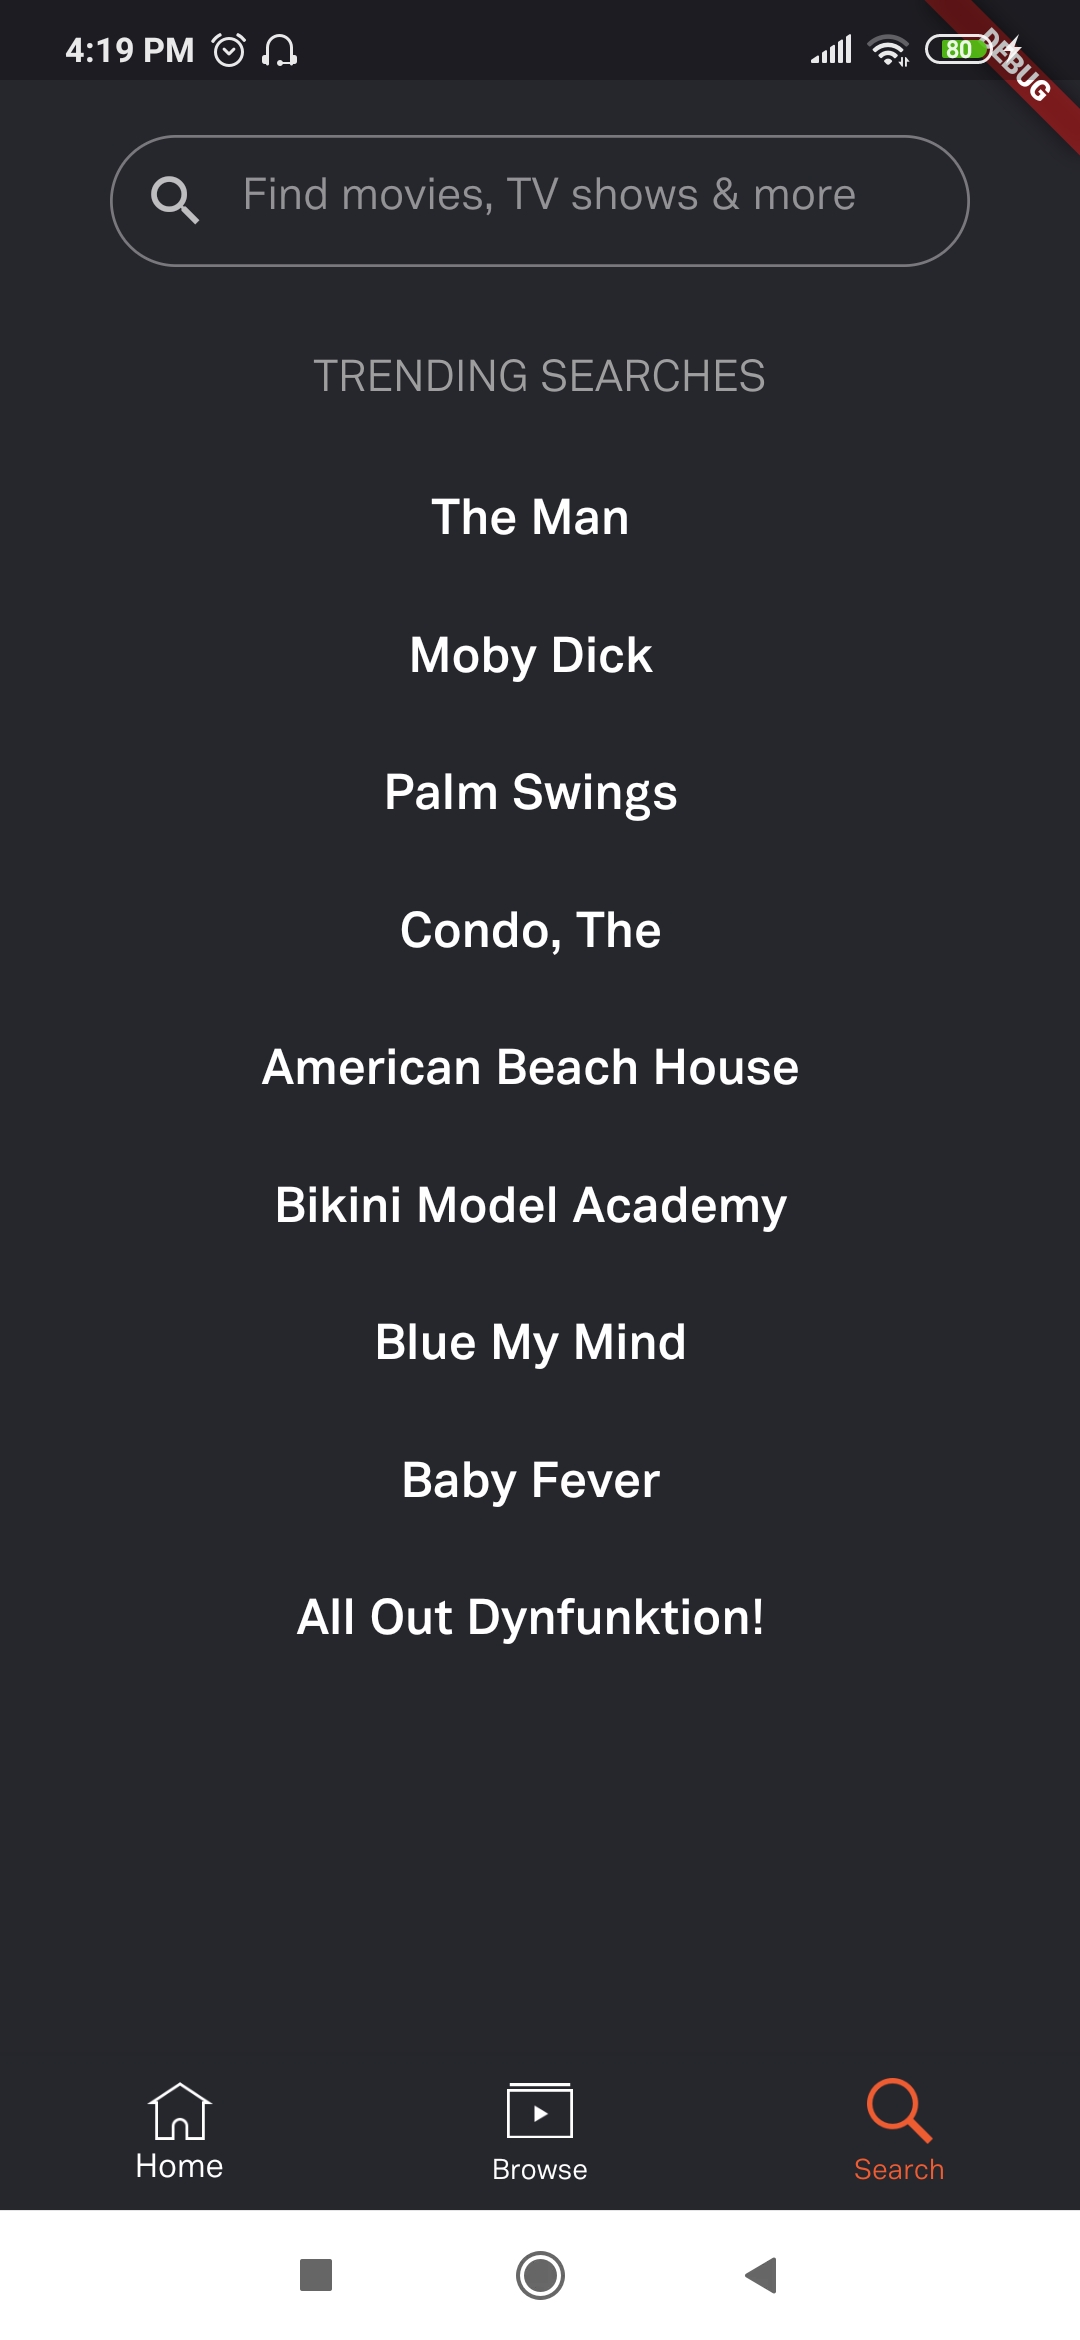 4:19 PM
80
DEBUG
Find movies, TV shows & more
TRENDING SEARCHES
The Man
Moby Dick
Palm Swings
Condo, The
American Beach House
Bikini Model Academy
Blue My Mind
Baby Fever
All Out Dynfunktion!
Home
Browse
Search